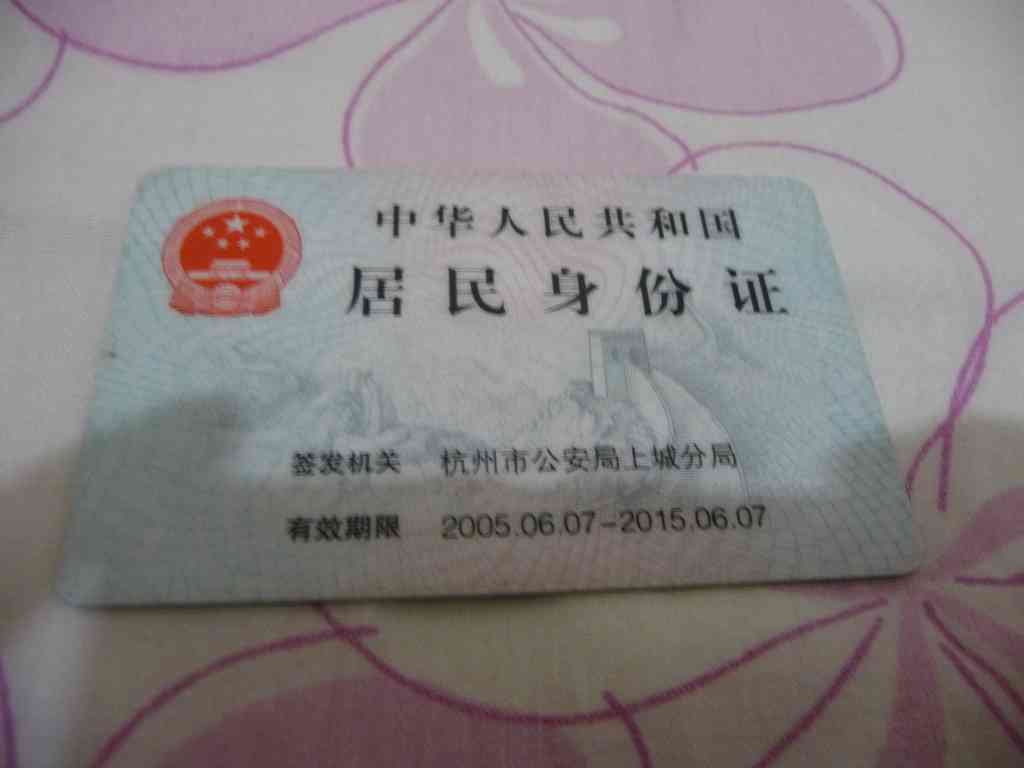 中华人民共和国
居民身份证
签发机关 杭州市公安局上城分局
有效期限 2005.06.07-2015.06.07